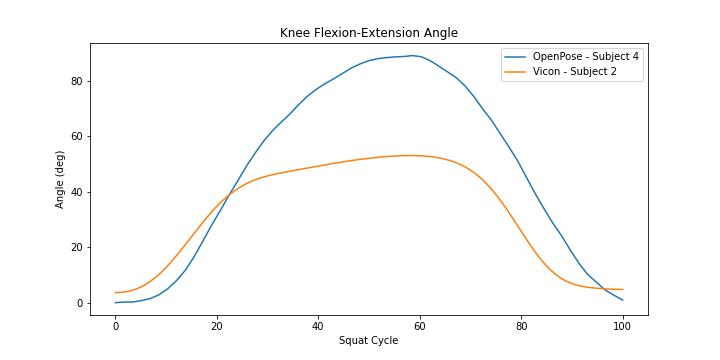 Knee Flexion-Extension Angle
OpenPose - Subject 4
Vicon - Subject 2
Angle (deg)
80
60
40
20
0
0 20 40 60 80 100
Squat Cycle